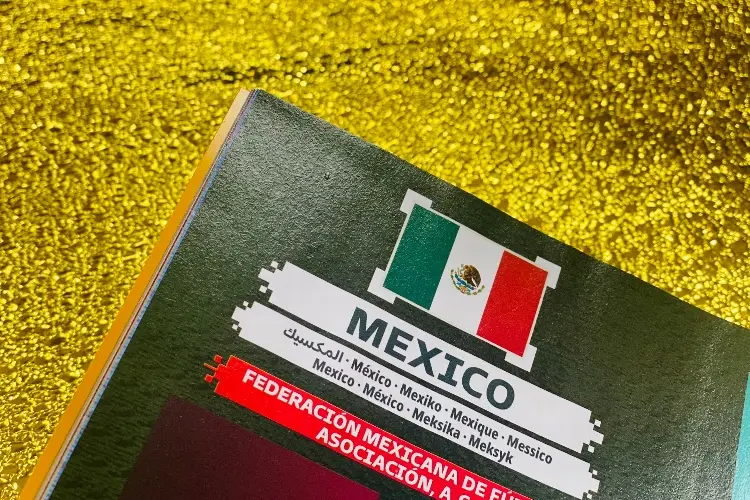 MEXICO
المكسيك · México · Mexiko · Mexique · Messico
Mexico · México · Meksika · Meksyk
FEDERACIÓN MEXICANA DE
ASOCIACIÓN, A